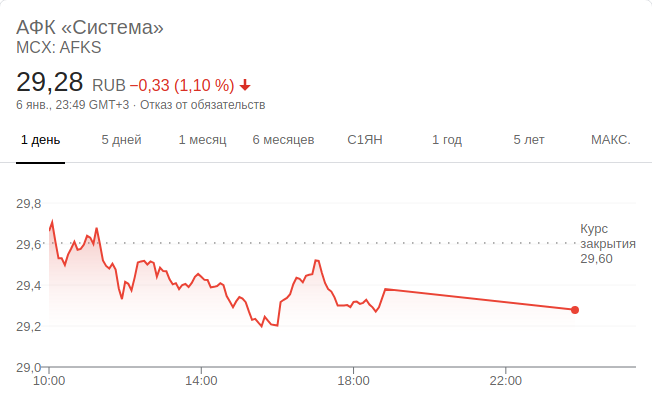 АФК «Система»
MCX: AFKS
29,28 RUB −0,33 (1,10 %)
6 янв., 23:49 GMT+3 · Отказ от обязательств
1 день 5 дней 1 месяц 6 месяцев С1ЯН 1 год 5 лет МАКС.
29,8
Курс
29,6 закрытия
29,60
29,4
29,2
29,0
10:00 14:00 18:00 22:00